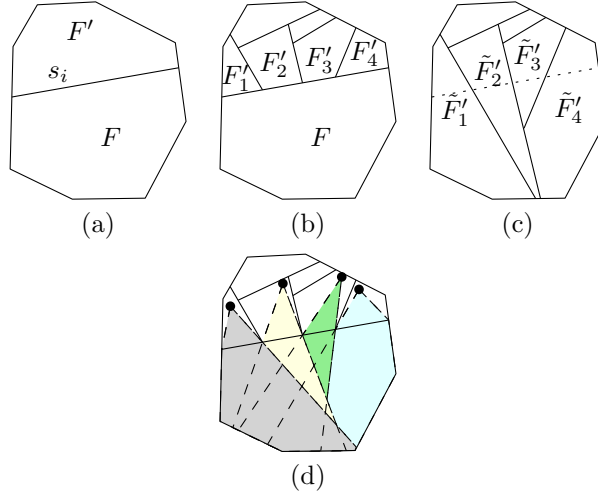 F′
s_i
F
(a)
F′_1 F′_2 F′_3 F′_4
F
(b)
F̃′_1 F̃′_2 F̃′_3 F̃′_4
(c)
(d)